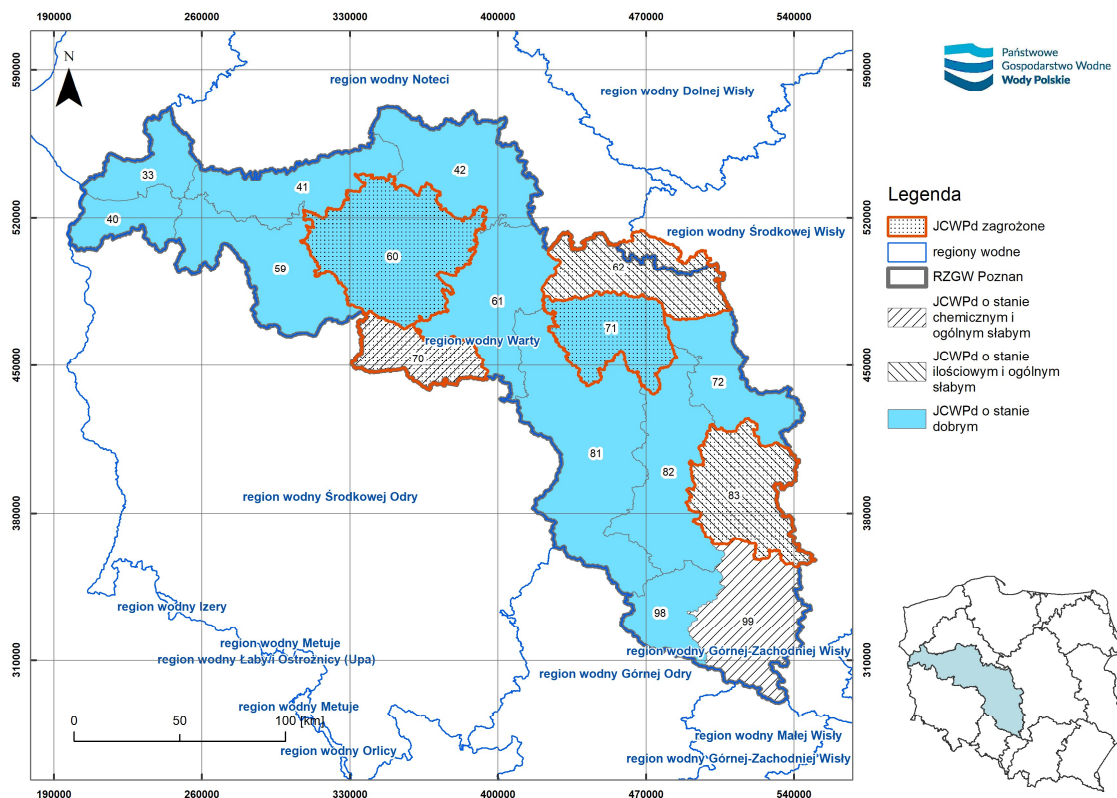 190000 260000 330000 400000 470000 540000
590000
590000
N
region wodny Noteci
region wodny Dolnej Wisły
33
41
42
520000
520000
40
region wodny Środkowej Wisły
59
60
62
61
71
region wodny Warty
70
450000
450000
72
81
82
83
region wodny Środkowej Odry
380000
380000
region wodny Izery
98
99
region wodny Metuje
region wodny Górnej-Zachodniej Wisły
region wodny Łaby i Ostrożnicy (Upa)
310000
310000
region wodny Górnej Odry
region wodny Metuje
0 50 100 [km]
region wodny Małej Wisły
region wodny Orlicy
region wodny Górnej-Zachodniej Wisły
190000 260000 330000 400000 470000 540000
Państwowe
Gospodarstwo Wodne
Wody Polskie
Legenda
JCWPd zagrożone
regiony wodne
RZGW Poznan
JCWPd o stanie
chemicznym i
ogólnym słabym
JCWPd o stanie
ilościowym i ogólnym
słabym
JCWPd o stanie
dobrym